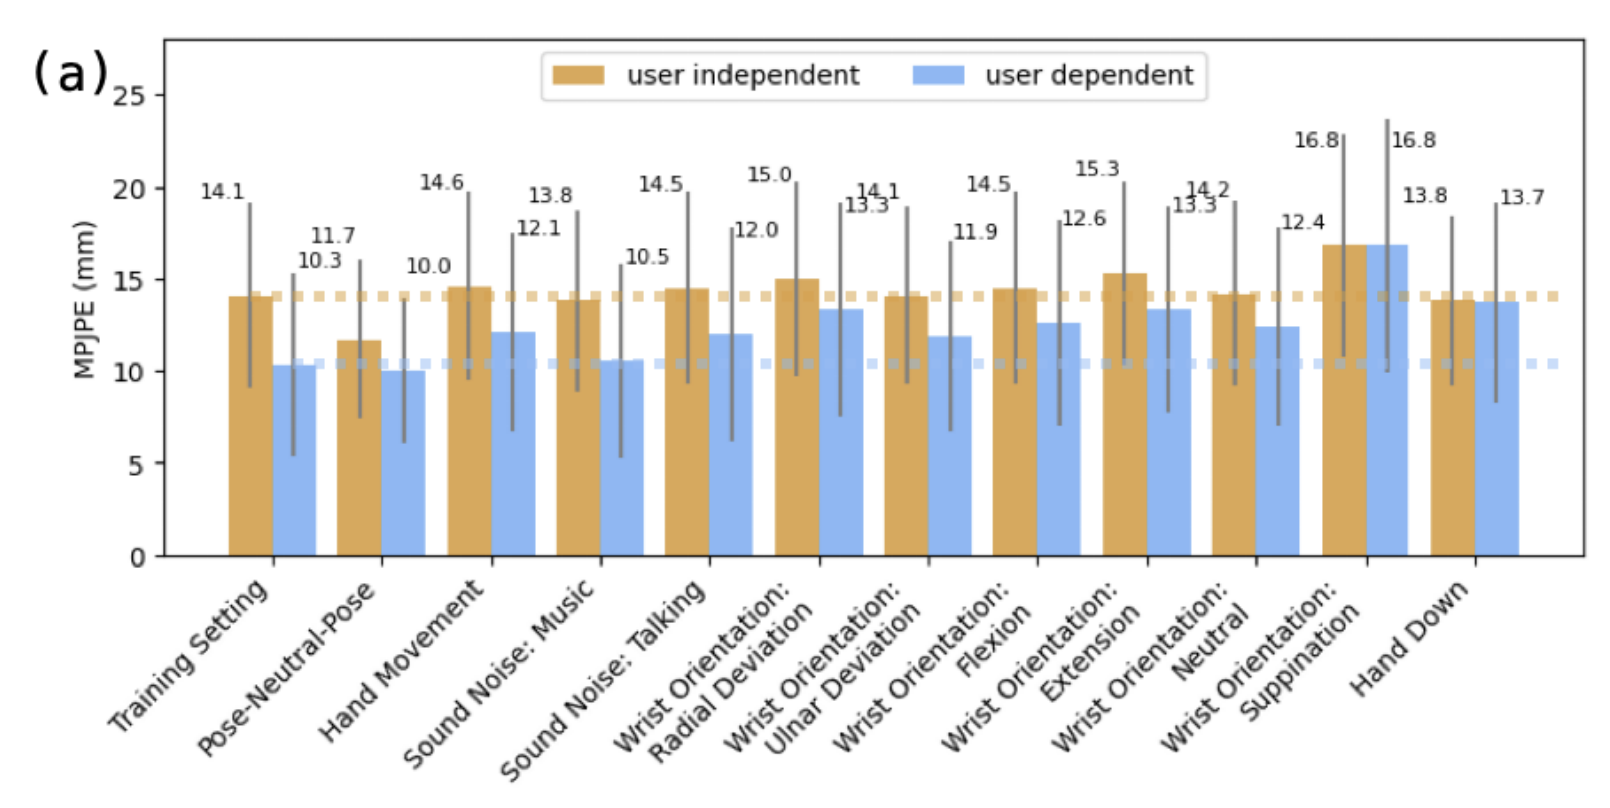 (a)
user independent
user dependent
MPJPE (mm)
25
20
15
10
5
0
14.1
10.3
11.7
10.0
14.6
12.1
13.8
10.5
14.5
12.0
15.0
13.3
14.1
11.9
14.5
12.6
15.3
13.3
14.2
12.4
16.8
16.8
13.8
13.7
Training Setting
Pose-Neutral-Pose
Hand Movement
Sound Noise: Music
Sound Noise: Talking
Wrist Orientation:
Radial Deviation
Wrist Orientation:
Ulnar Deviation
Wrist Orientation:
Flexion
Wrist Orientation:
Extension
Wrist Orientation:
Neutral
Wrist Orientation:
Suppination
Hand Down